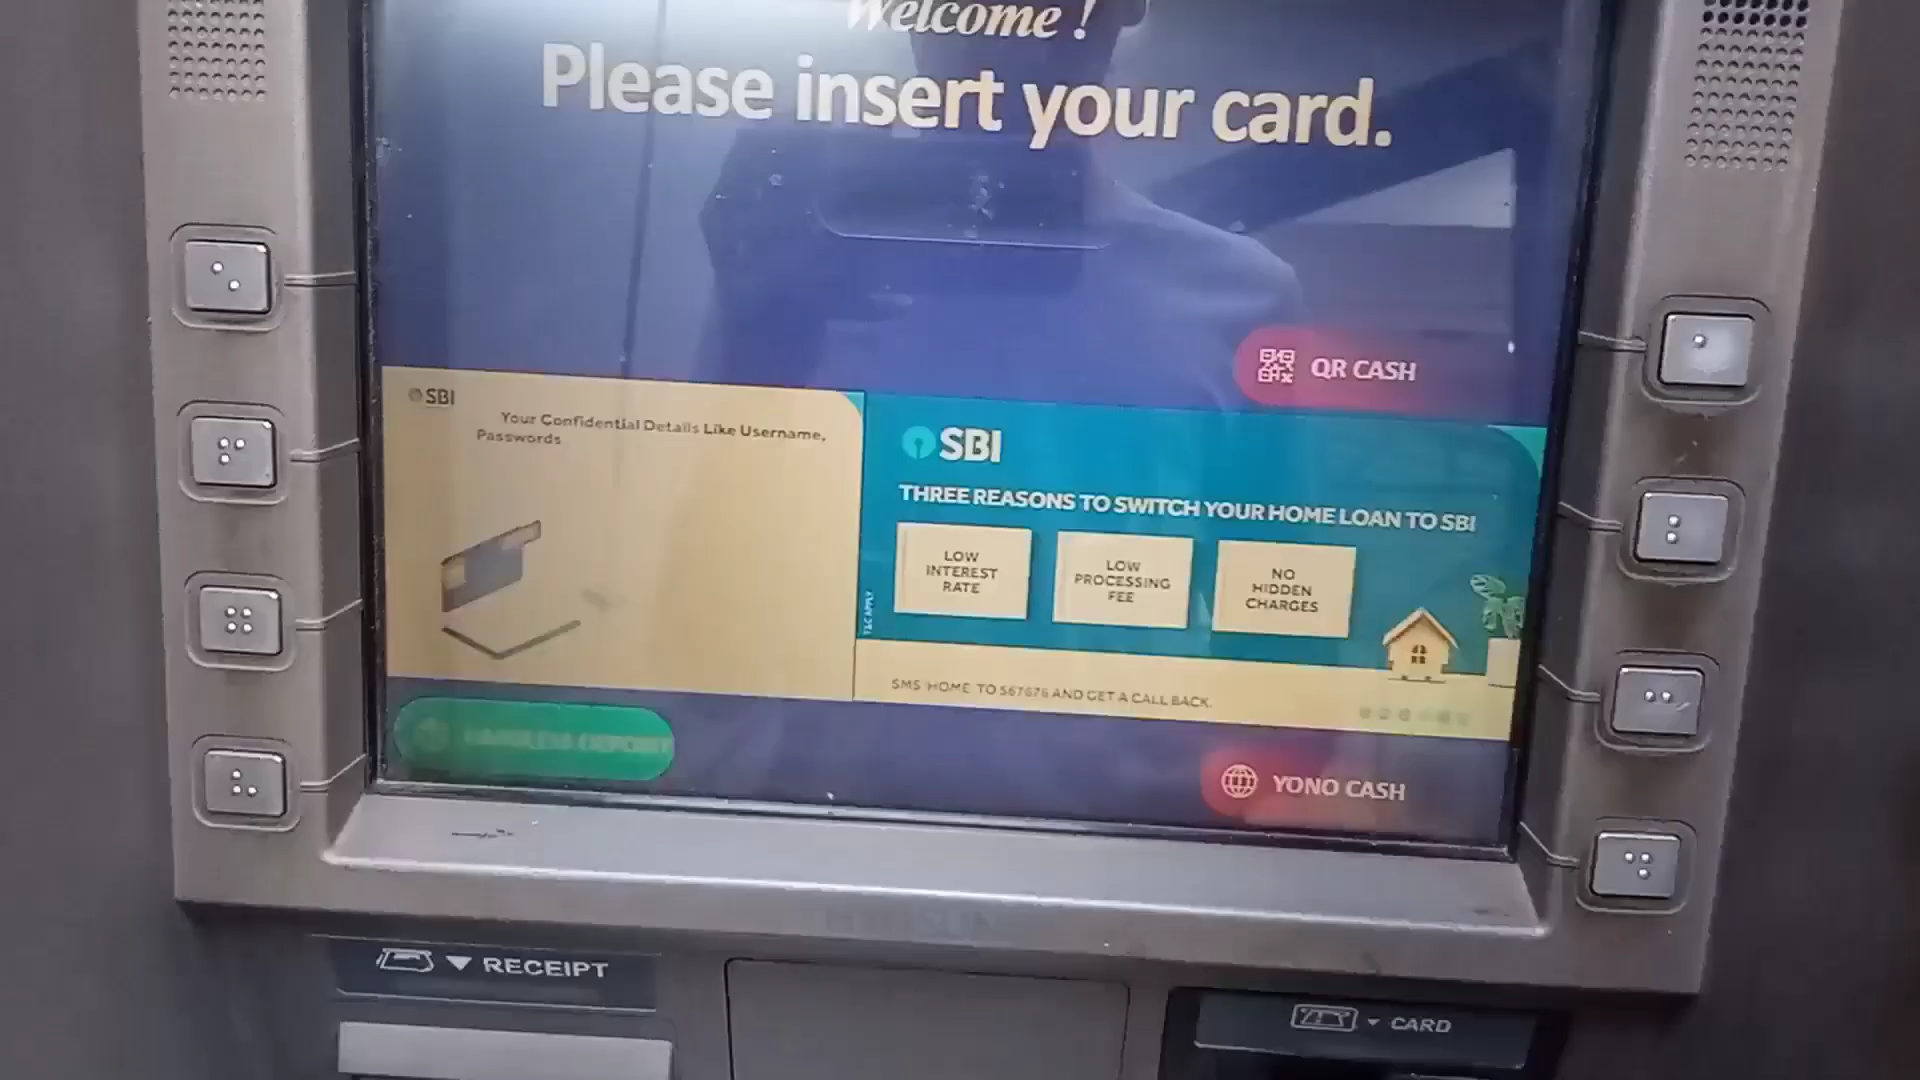 Welcome !
Please insert your card.
QR CASH
SBI
Your Confidential Details Like Username,
Passwords
SBI
THREE REASONS TO SWITCH YOUR HOME LOAN TO SBI
LOW
INTEREST
RATE
LOW
PROCESSING
FEE
NO
HIDDEN
CHARGES
T&C APPLY
SMS 'HOME' TO 567676 AND GET A CALL BACK.
YONO CASH
RECEIPT
CARD